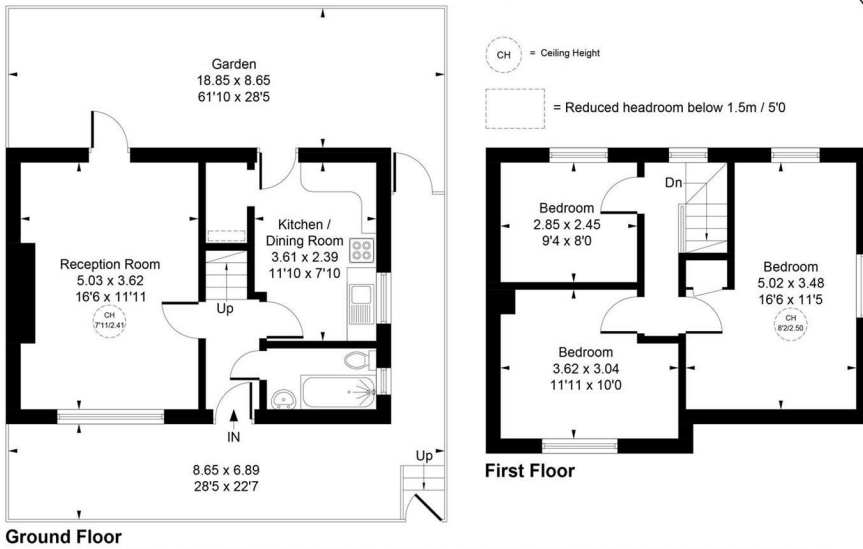 Garden
18.85 x 8.65
61'10 x 28'5
CH = Ceiling Height
= Reduced headroom below 1.5m / 5'0
Reception Room
5.03 x 3.62
16'6 x 11'11
CH
7'11/2.41
Kitchen /
Dining Room
3.61 x 2.39
11'10 x 7'10
Up
IN
8.65 x 6.89
28'5 x 22'7
Up
Ground Floor
Bedroom
2.85 x 2.45
9'4 x 8'0
Dn
Bedroom
5.02 x 3.48
16'6 x 11'5
CH
8'2/2.50
Bedroom
3.62 x 3.04
11'11 x 10'0
First Floor